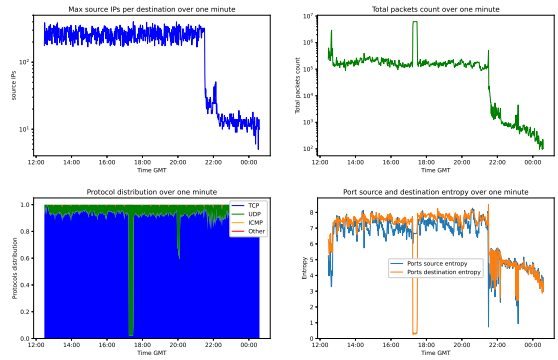 Max source IPs per destination over one minute
source IPs
10²
10¹
12:00 14:00 16:00 18:00 20:00 22:00 00:00
Time GMT
Total packets count over one minute
Total packets count
10⁷
10⁶
10⁵
10⁴
10³
10²
12:00 14:00 16:00 18:00 20:00 22:00 00:00
Time GMT
Protocol distribution over one minute
Protocols distribution
1.0
0.8
0.6
0.4
0.2
0.0
TCP
UDP
ICMP
Other
12:00 14:00 16:00 18:00 20:00 22:00 00:00
Time GMT
Port source and destination entropy over one minute
Entropy
8
7
6
5
4
3
2
1
0
Ports source entropy
Ports destination entropy
12:00 14:00 16:00 18:00 20:00 22:00 00:00
Time GMT